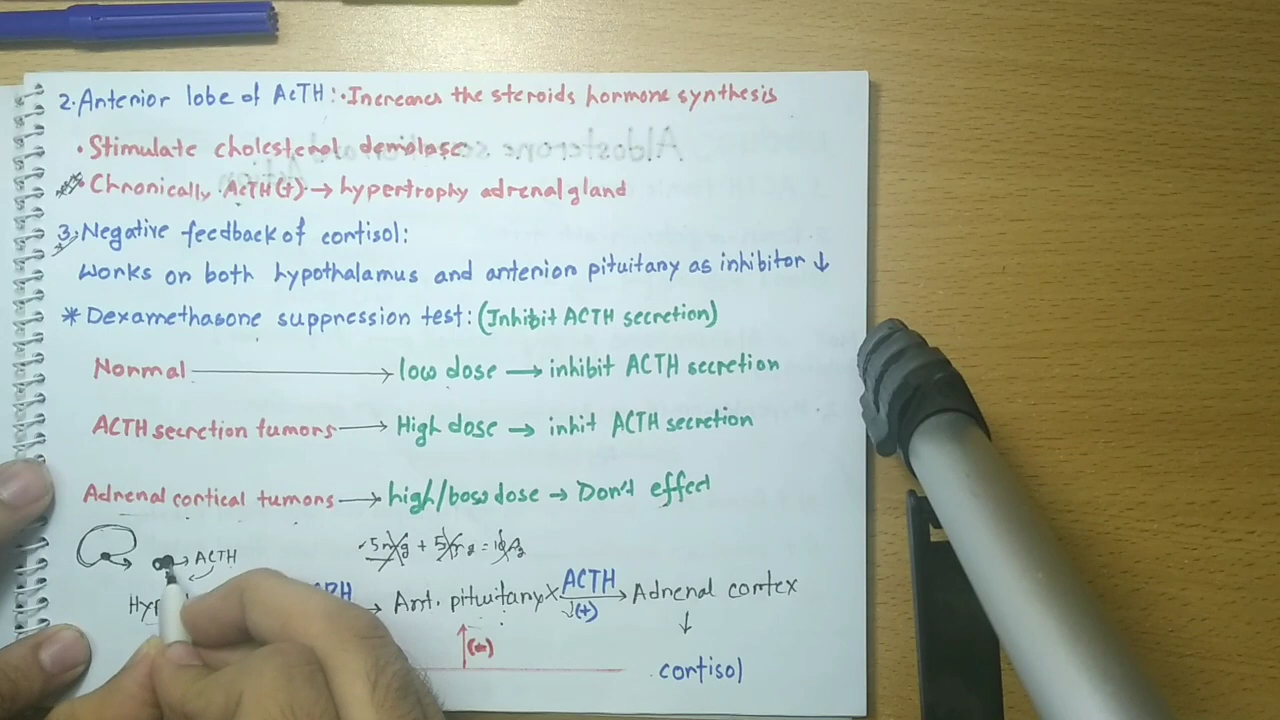 2. Anterior lobe of ACTH: • Increases the steroids hormone synthesis
• Stimulate cholesterol demolase
Chronically ACTH(+) → hypertrophy adrenal gland
3. Negative feedback of cortisol:
Works on both hypothalamus and anterior pituitary as inhibitor ↓
* Dexamethasone suppression test: (Inhibit ACTH secretion)
Normal → low dose → inhibit ACTH secretion
ACTH secretion tumors → High dose → inhit ACTH secretion
Adrenal cortical tumors → high/bow dose → Don't effect
→ ACTH
Ant. pituitary x ACTH → Adrenal cortex
↓(+)
↓
cortisol